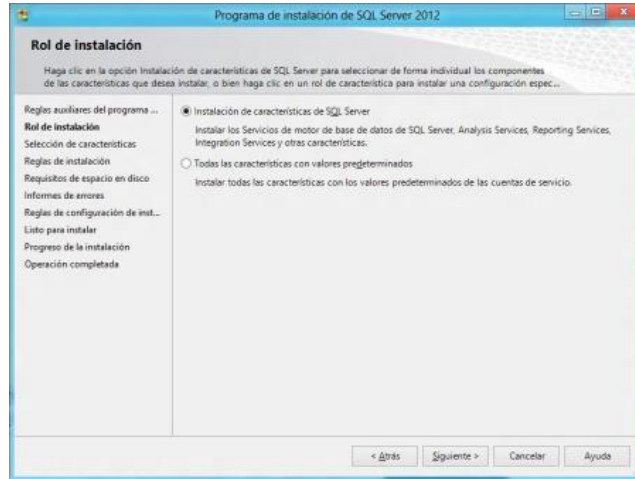 Programa de instalación de SQL Server 2012
Rol de instalación
Haga clic en la opción Instalación de características de SQL Server para seleccionar de forma individual los componentes
de las características que desea instalar, o bien haga clic en un rol de característica para instalar una configuración espec...
Reglas auxiliares del programa ...
Rol de instalación
Selección de características
Reglas de instalación
Requisitos de espacio en disco
Informes de errores
Reglas de configuración de inst...
Listo para instalar
Progreso de la instalación
Operación completada
Instalación de características de SQL Server
Instalar los Servicios de motor de base de datos de SQL Server, Analysis Services, Reporting Services,
Integration Services y otras características.
Todas las características con valores predeterminados
Instalar todas las características con los valores predeterminados de las cuentas de servicio.
< Atrás
Siguiente >
Cancelar
Ayuda